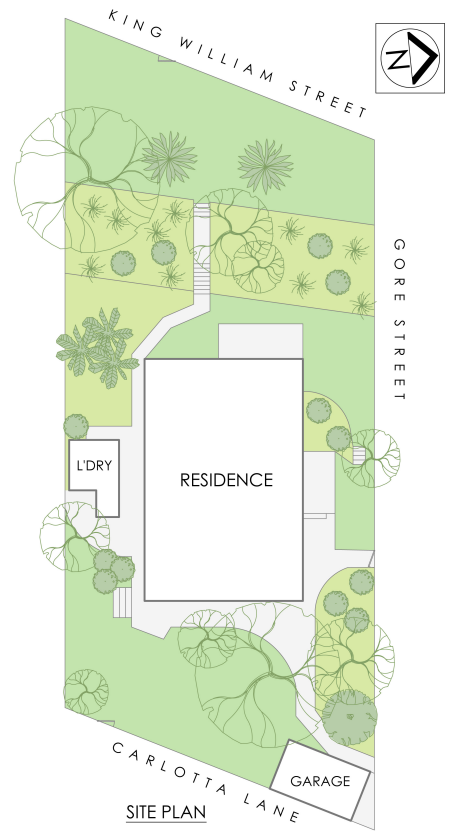 KING WILLIAM STREET
N
GORE STREET
L'DRY
RESIDENCE
GARAGE
CARLOTTA LANE
SITE PLAN